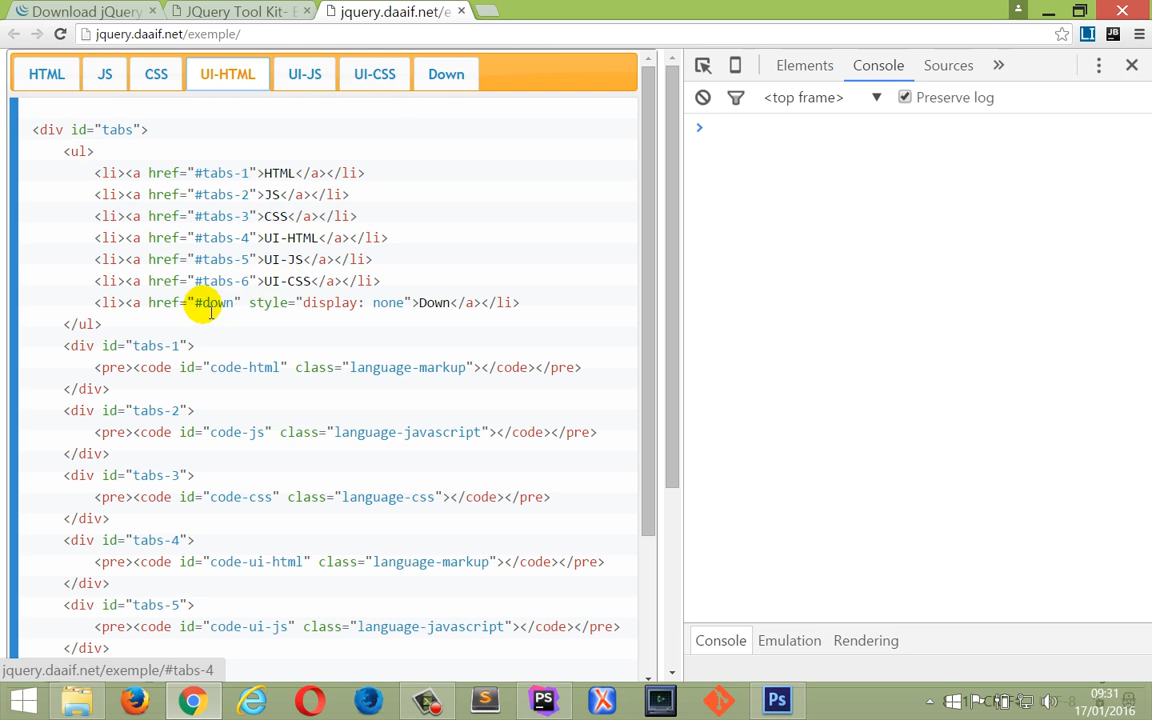 Download jQuery
JQuery Tool Kit- E
jquery.daaif.net/e
jquery.daaif.net/exemple/
HTML
JS
CSS
UI-HTML
UI-JS
UI-CSS
Down
Elements
Console
Sources
<top frame>
Preserve log
<div id="tabs">
<ul>
<li><a href="#tabs-1">HTML</a></li>
<li><a href="#tabs-2">JS</a></li>
<li><a href="#tabs-3">CSS</a></li>
<li><a href="#tabs-4">UI-HTML</a></li>
<li><a href="#tabs-5">UI-JS</a></li>
<li><a href="#tabs-6">UI-CSS</a></li>
<li><a href="#down" style="display: none">Down</a></li>
</ul>
<div id="tabs-1">
<pre><code id="code-html" class="language-markup"></code></pre>
</div>
<div id="tabs-2">
<pre><code id="code-js" class="language-javascript"></code></pre>
</div>
<div id="tabs-3">
<pre><code id="code-css" class="language-css"></code></pre>
</div>
<div id="tabs-4">
<pre><code id="code-ui-html" class="language-markup"></code></pre>
</div>
<div id="tabs-5">
<pre><code id="code-ui-js" class="language-javascript"></code></pre>
</div>
Console
Emulation
Rendering
jquery.daaif.net/exemple/#tabs-4
09:31
17/01/2016